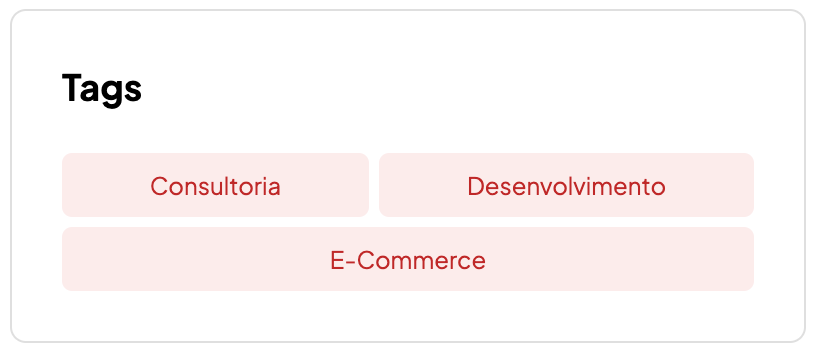 Tags
Consultoria Desenvolvimento
E-Commerce